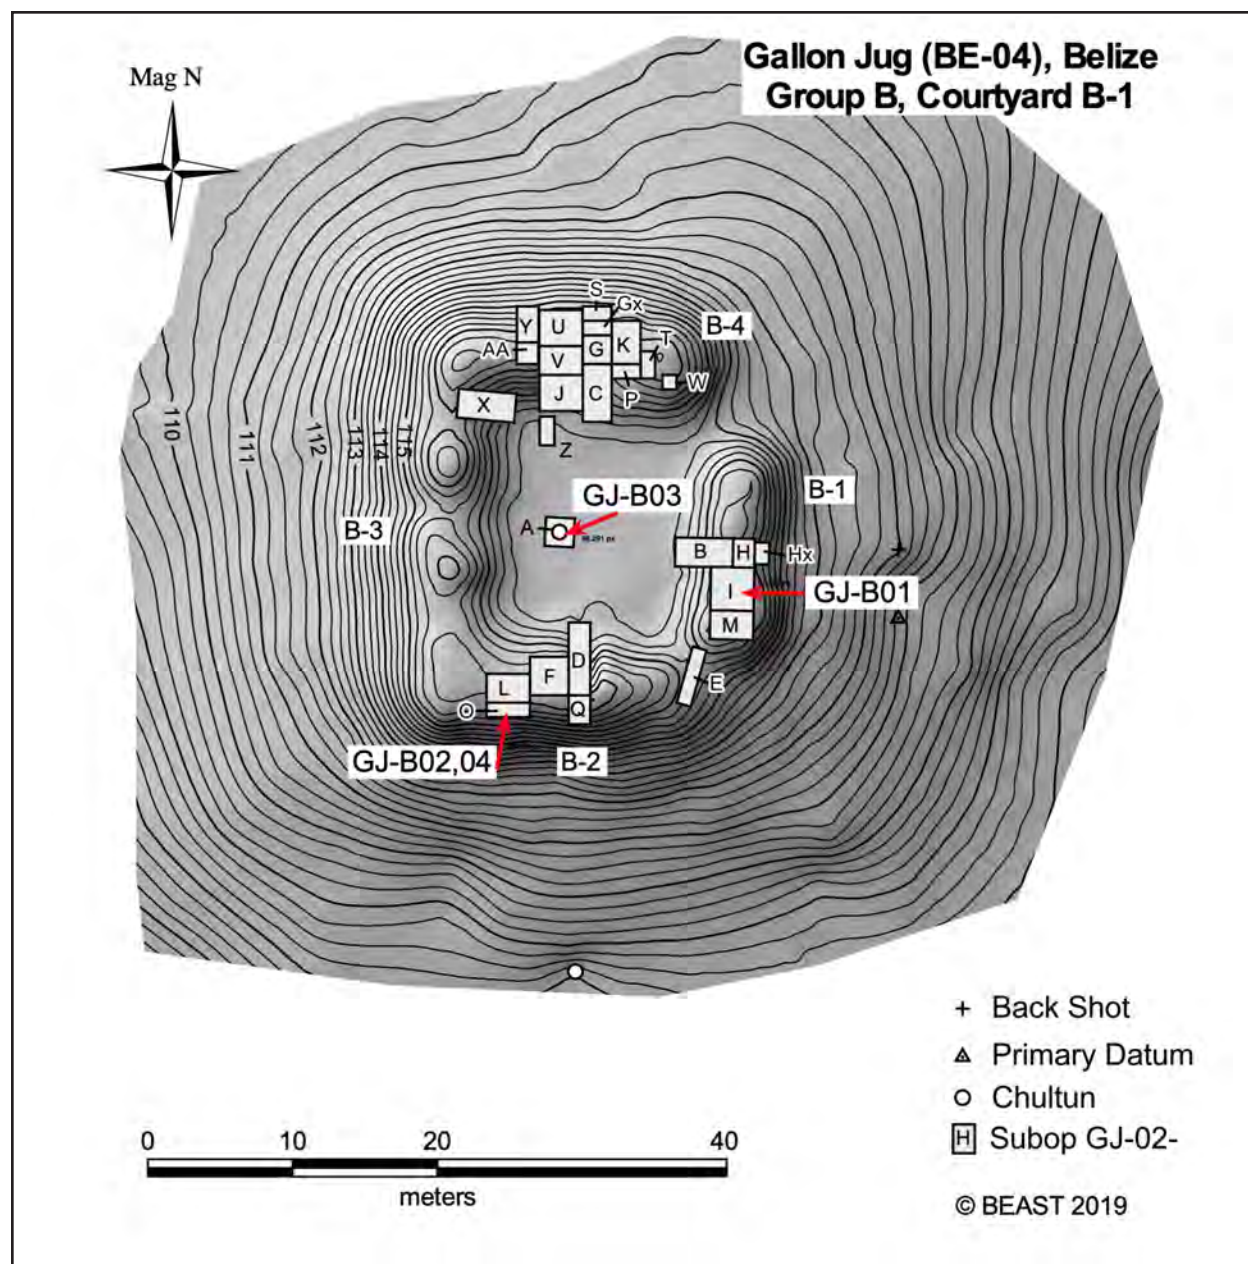 Gallon Jug (BE-04), Belize
Group B, Courtyard B-1
Mag N
S
Gx
Y
U
K
T
B-4
AA
V
G
W
J
C
P
X
Z
110
111
112
113
114
115
GJ-B03
B-1
B-3
A
B
H
Hx
I
GJ-B01
M
D
F
E
L
O
Q
GJ-B02,04
B-2
+ Back Shot
Primary Datum
Chultun
H Subop GJ-02-
0 10 20 40
meters
© BEAST 2019